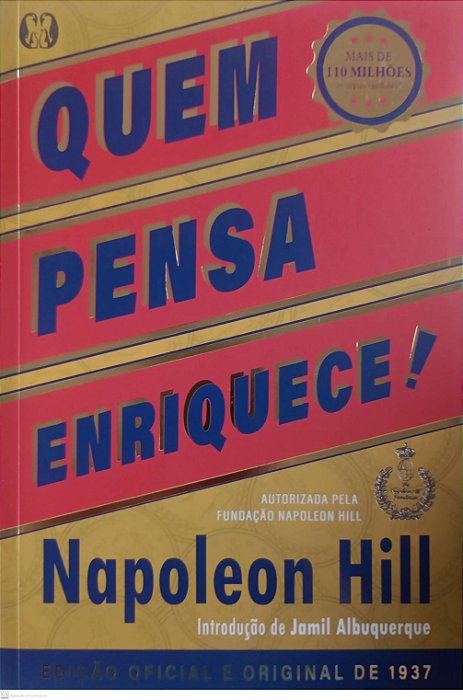 QUEM
MAIS DE
110 MILHÕES
PENSA
ENRIQUECE!
AUTORIZADA PELA
FUNDAÇÃO NAPOLEON HILL
Napoleon Hill
Introdução de Jamil Albuquerque
EDIÇÃO OFICIAL E ORIGINAL DE 1937